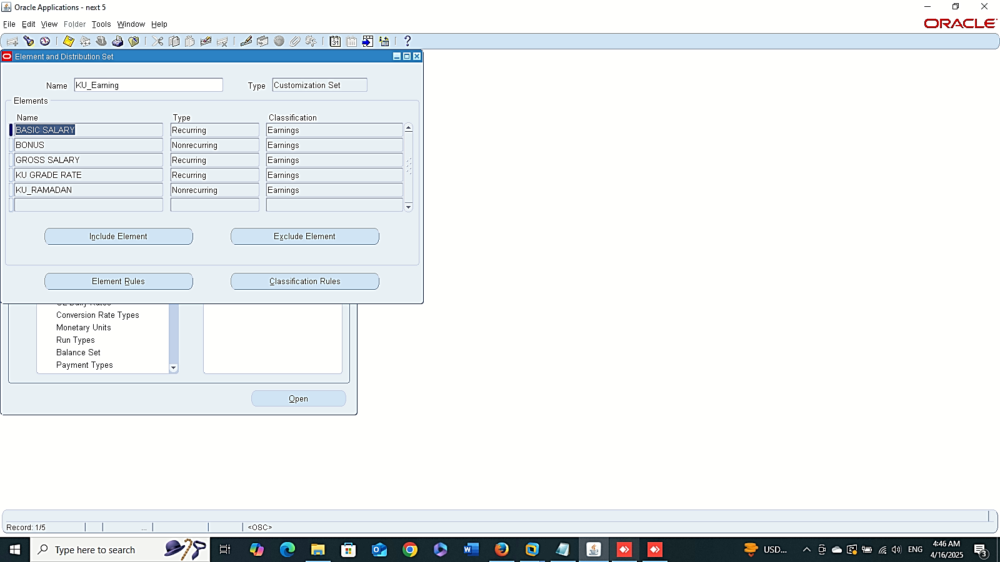 Oracle Applications - next 5
File Edit View Folder Tools Window Help
ORACLE
31
?
Element and Distribution Set
Name KU_Earning Type Customization Set
Elements
Name Type Classification
BASIC SALARY Recurring Earnings
BONUS Nonrecurring Earnings
GROSS SALARY Recurring Earnings
KU GRADE RATE Recurring Earnings
KU_RAMADAN Nonrecurring Earnings
Include Element Exclude Element
Element Rules Classification Rules
Conversion Rate Types
Monetary Units
Run Types
Balance Set
Payment Types
Open
Record: 1/5 ... <OSC>
Type here to search
USD...
ENG
4:46 AM
4/16/2025
3